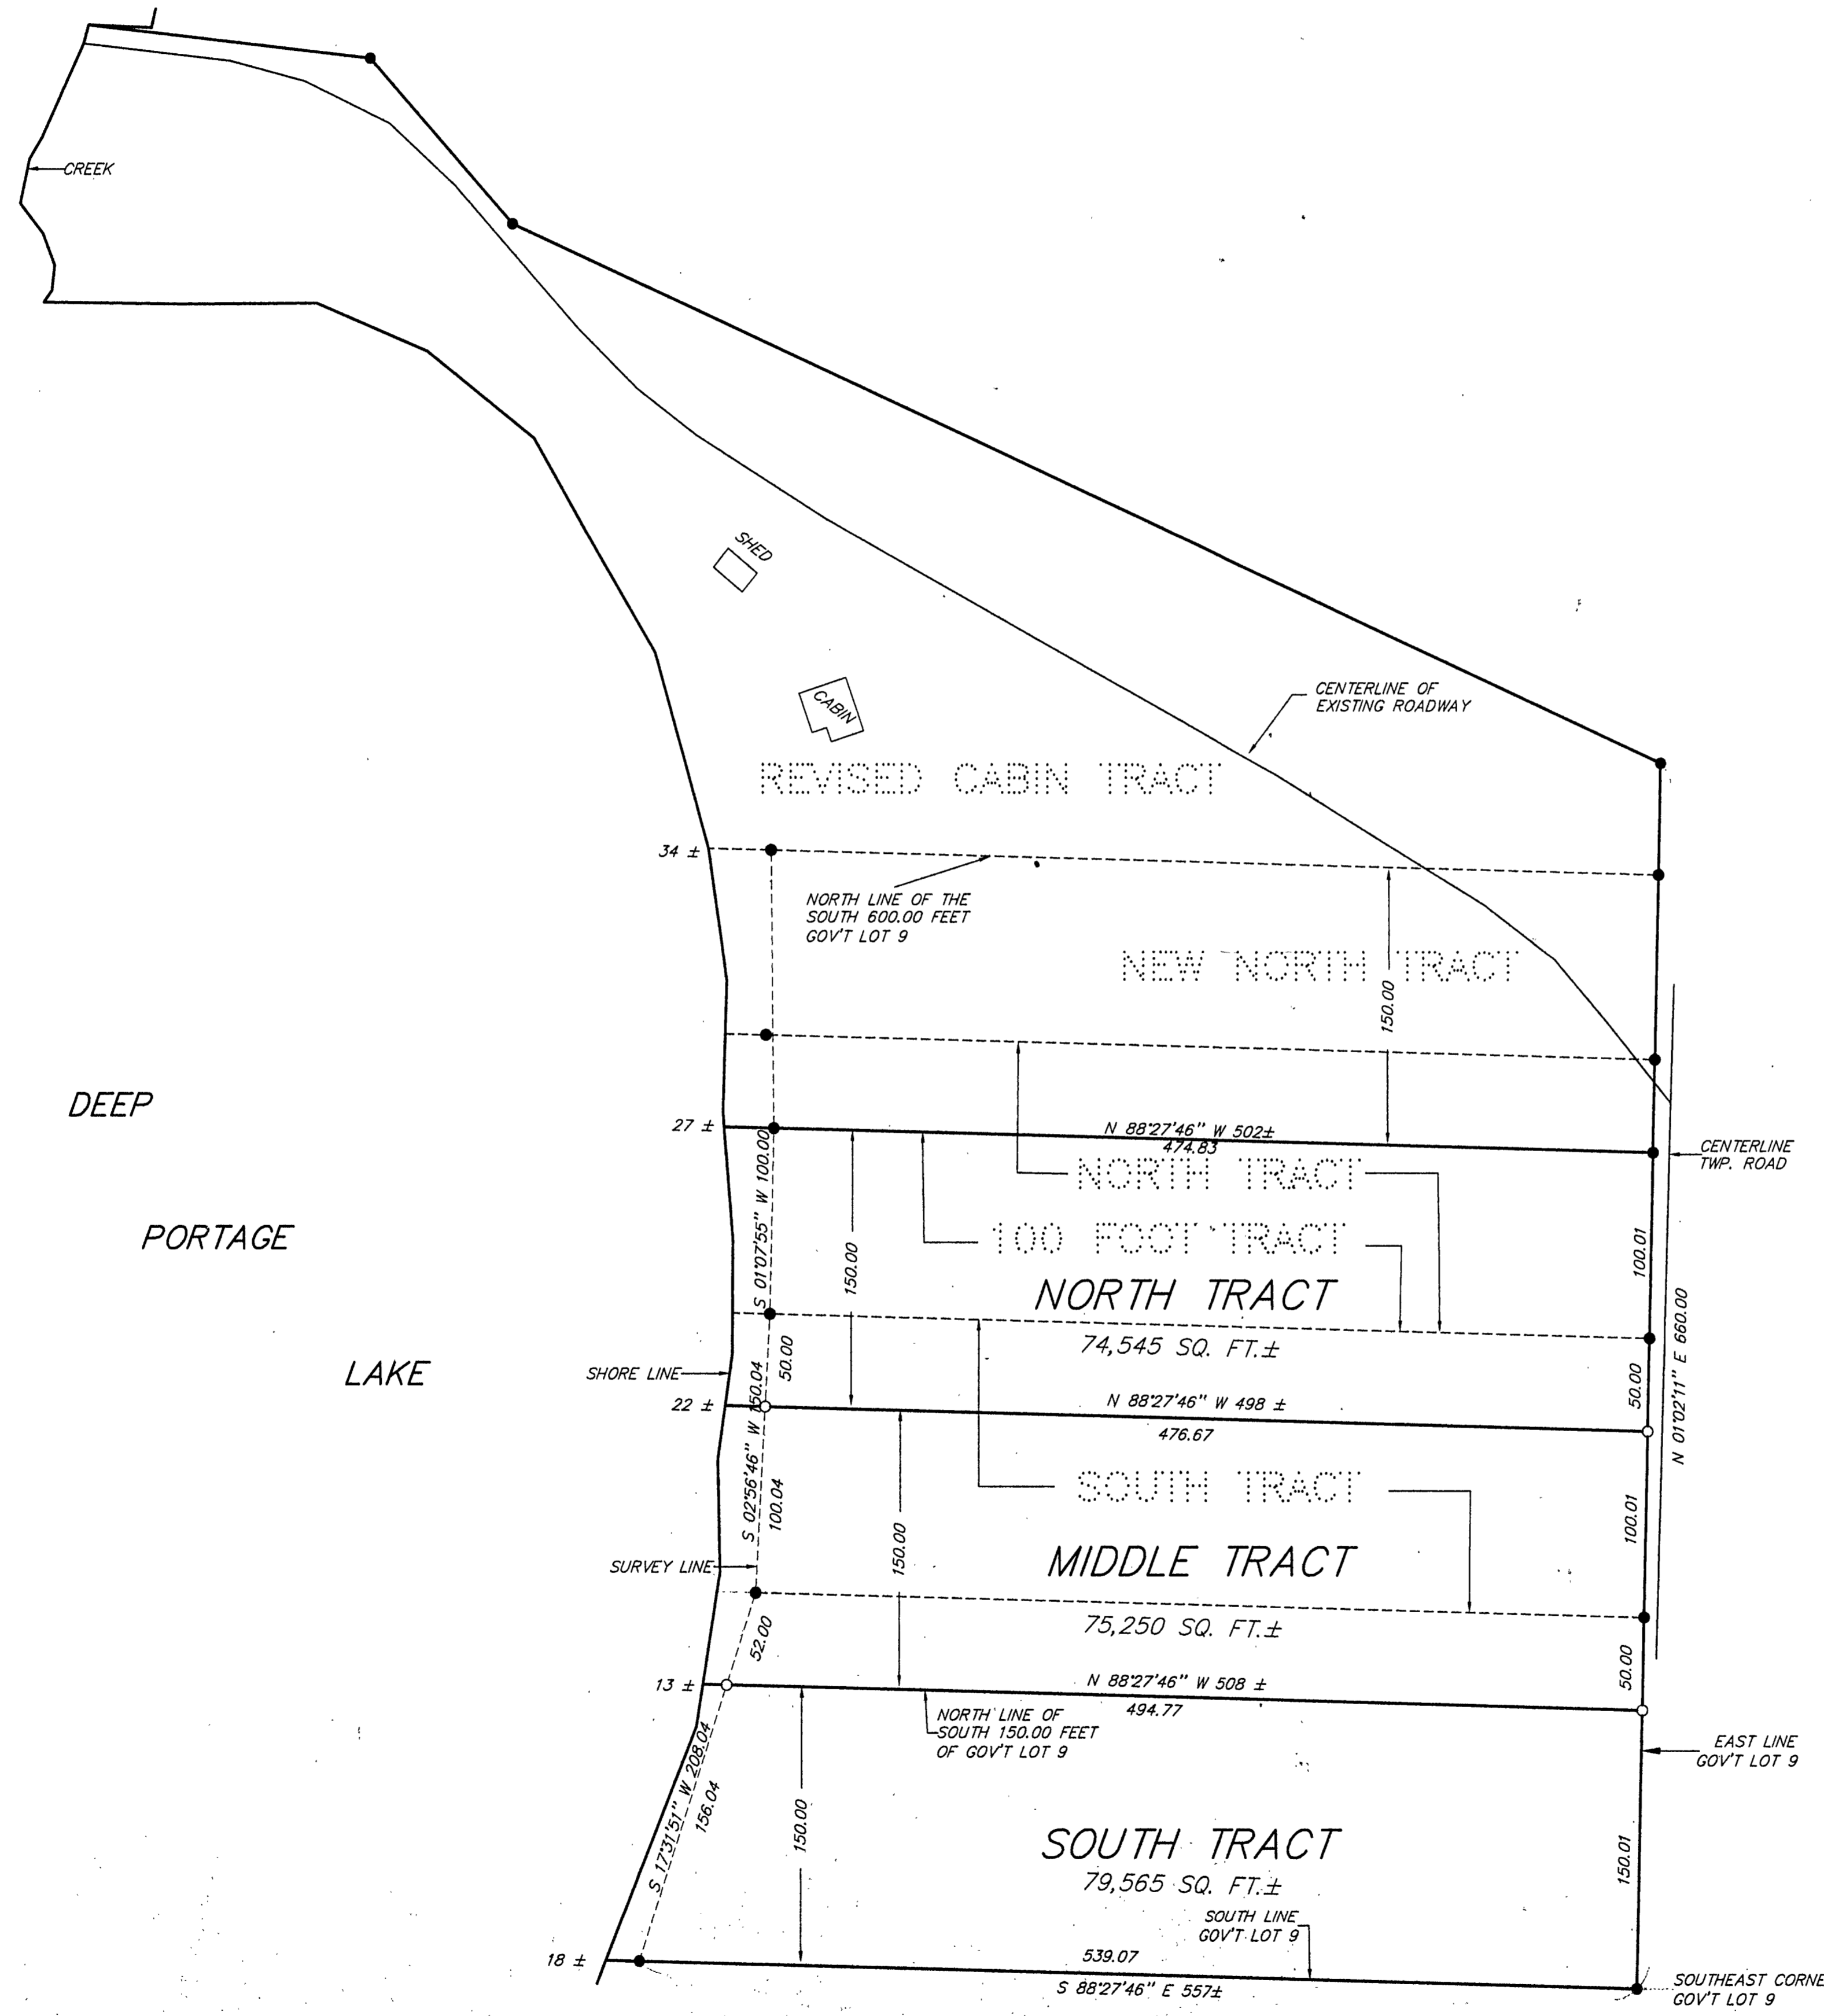 CREEK
SHED
CABIN
CENTERLINE OF
EXISTING ROADWAY
REVISED CABIN TRACT
34 ±
NORTH LINE OF THE
SOUTH 600.00 FEET
GOV'T LOT 9
NEW NORTH TRACT
150.00
DEEP
PORTAGE
LAKE
27 ±
N 88°27'46" W 502±
474.83
CENTERLINE
TWP. ROAD
S 01°07'55" W 100.00
NORTH TRACT
100 FOOT TRACT
150.00
100.01
NORTH TRACT
74,545 SQ. FT.±
N 01°02'11" E 660.00
SHORE LINE
50.00
50.00
22 ±
N 88°27'46" W 498 ±
476.67
S 02°56'46" W 150.04
100.04
SOUTH TRACT
150.00
100.01
MIDDLE TRACT
SURVEY LINE
75,250 SQ. FT.±
52.00
50.00
13 ±
N 88°27'46" W 508 ±
494.77
NORTH LINE OF
SOUTH 150.00 FEET
OF GOV'T LOT 9
EAST LINE
GOV'T LOT 9
S 17°31'51" W 208.04
156.04
150.00
150.01
SOUTH TRACT
79,565 SQ. FT.±
SOUTH LINE
GOV'T LOT 9
18 ±
539.07
S 88°27'46" E 557±
SOUTHEAST CORNE
GOV'T LOT 9